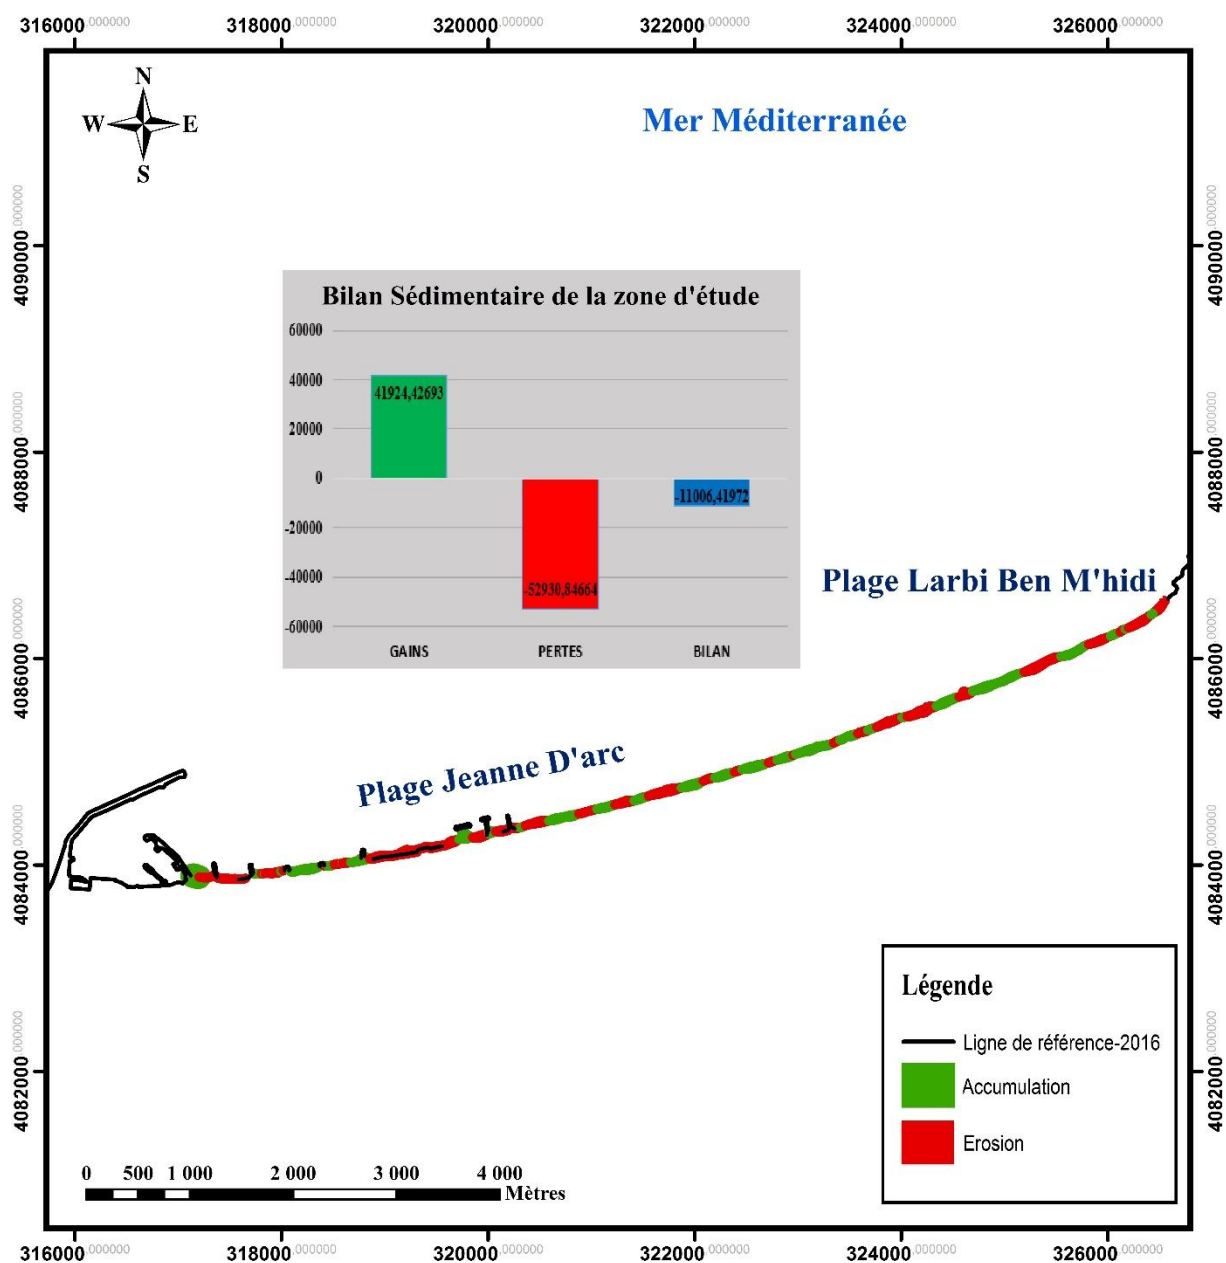 316000,000000 318000,000000 320000,000000 322000,000000 324000,000000 326000,000000
N
W E
S
Mer Méditerranée
4090000,000000 4090000,000000
Bilan Sédimentaire de la zone d'étude
60000
40000
41924,42693
20000
4088000,000000 4088000,000000
0
-11006,41972
-20000
-40000
-52930,84664
-60000
GAINS PERTES BILAN
Plage Larbi Ben M'hidi
4086000,000000 4086000,000000
Plage Jeanne D'arc
4084000,000000 4084000,000000
Légende
Ligne de référence-2016
Accumulation
Erosion
4082000,000000 4082000,000000
0 500 1 000 2 000 3 000 4 000
Mètres
316000,000000 318000,000000 320000,000000 322000,000000 324000,000000 326000,000000